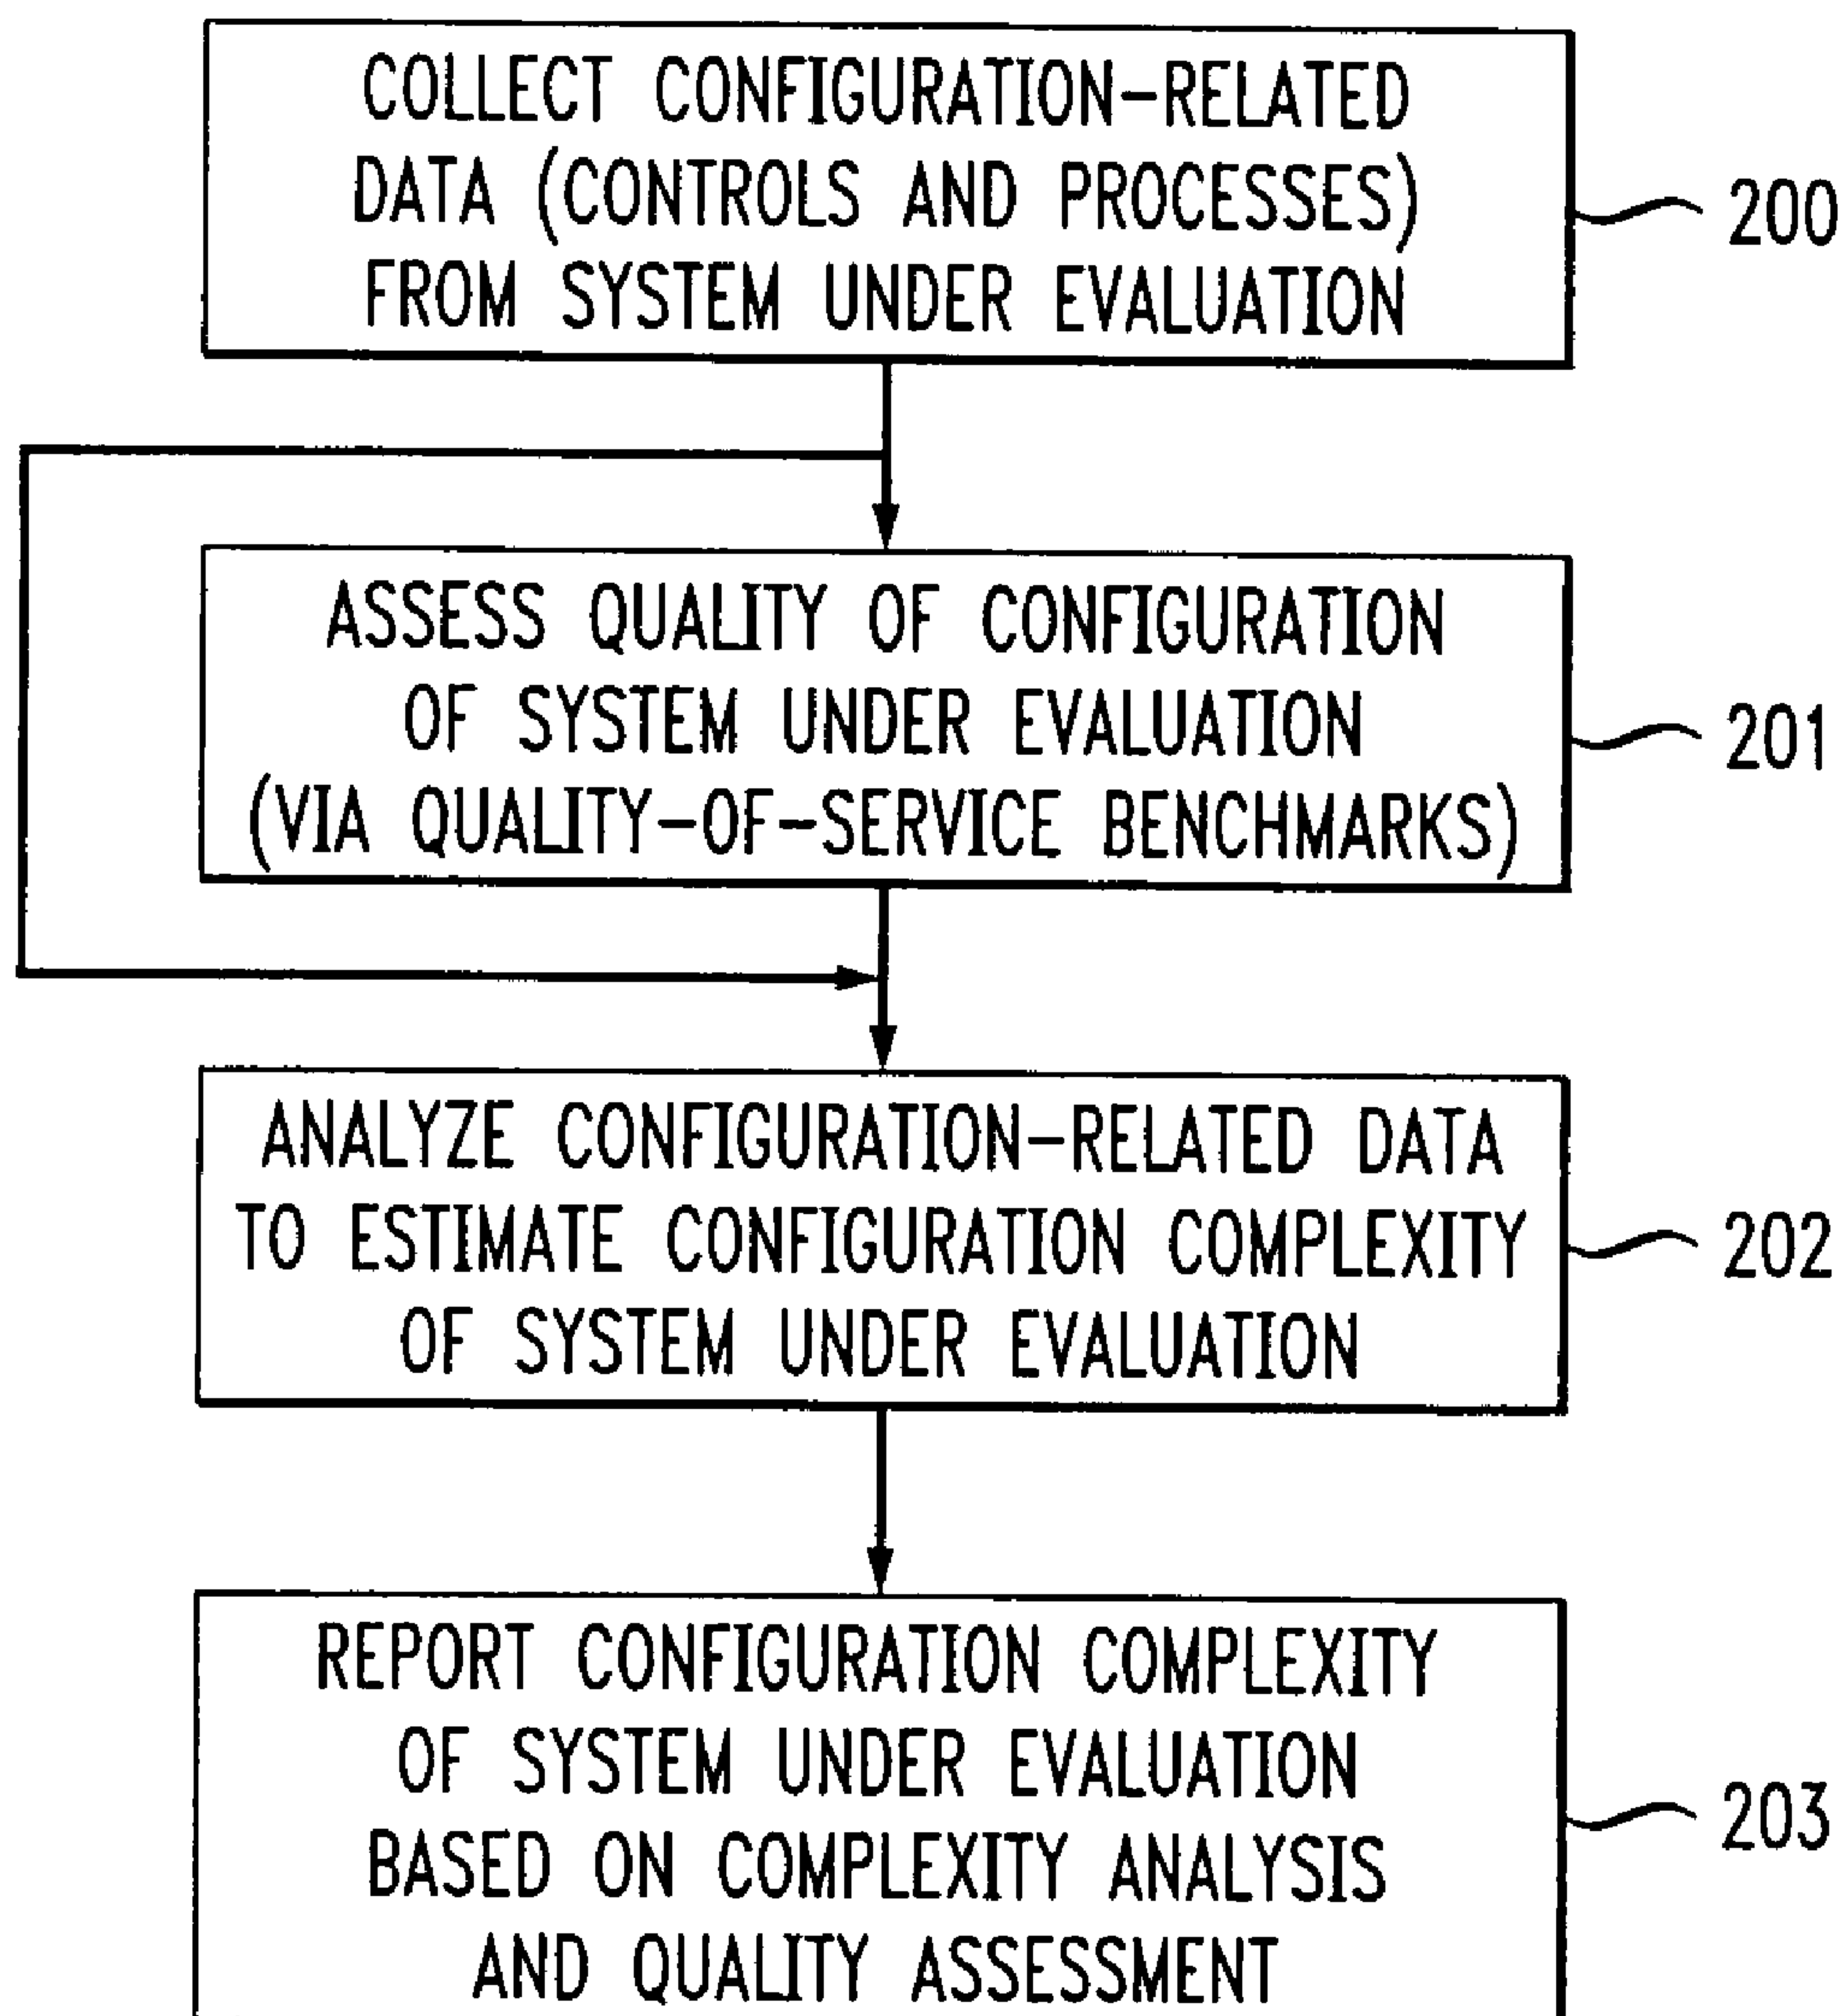 COLLECT CONFIGURATION-RELATED
DATA (CONTROLS AND PROCESSES)
FROM SYSTEM UNDER EVALUATION
200
ASSESS QUALITY OF CONFIGURATION
OF SYSTEM UNDER EVALUATION
(VIA QUALITY-OF-SERVICE BENCHMARKS)
201
ANALYZE CONFIGURATION-RELATED DATA
TO ESTIMATE CONFIGURATION COMPLEXITY
OF SYSTEM UNDER EVALUATION
202
REPORT CONFIGURATION COMPLEXITY
OF SYSTEM UNDER EVALUATION
BASED ON COMPLEXITY ANALYSIS
AND QUALITY ASSESSMENT
203